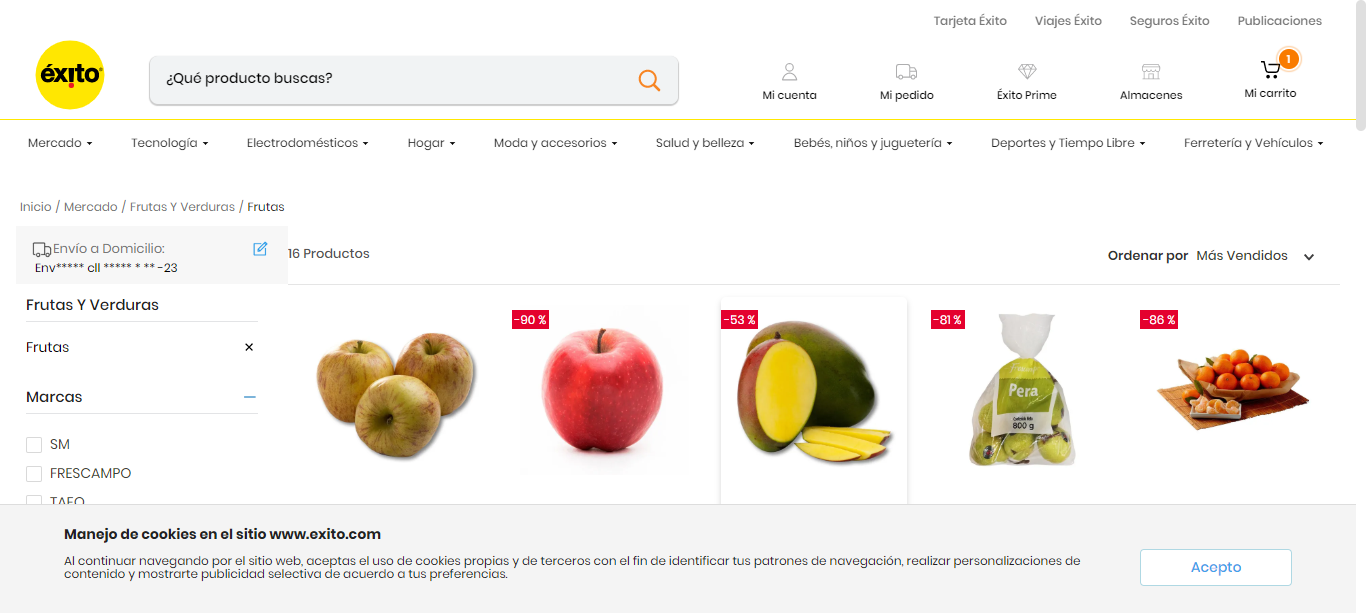 Tarjeta Éxito
Viajes Éxito
Seguros Éxito
Publicaciones
éxito
¿Qué producto buscas?
Mi cuenta
Mi pedido
Éxito Prime
Almacenes
1
Mi carrito
Mercado
Tecnología
Electrodomésticos
Hogar
Moda y accesorios
Salud y belleza
Bebés, niños y juguetería
Deportes y Tiempo Libre
Ferretería y Vehículos
Inicio / Mercado / Frutas Y Verduras / Frutas
Envío a Domicilio:
Env***** cll ***** * ** -23
16 Productos
Ordenar por Más Vendidos
Frutas Y Verduras
Frutas
Marcas
SM
FRESCAMPO
TAEQ
-90 %
-53 %
-81 %
Pera
800 g
-86 %
Manejo de cookies en el sitio www.exito.com
Al continuar navegando por el sitio web, aceptas el uso de cookies propias y de terceros con el fin de identificar tus patrones de navegación, realizar personalizaciones de
contenido y mostrarte publicidad selectiva de acuerdo a tus preferencias.
Acepto